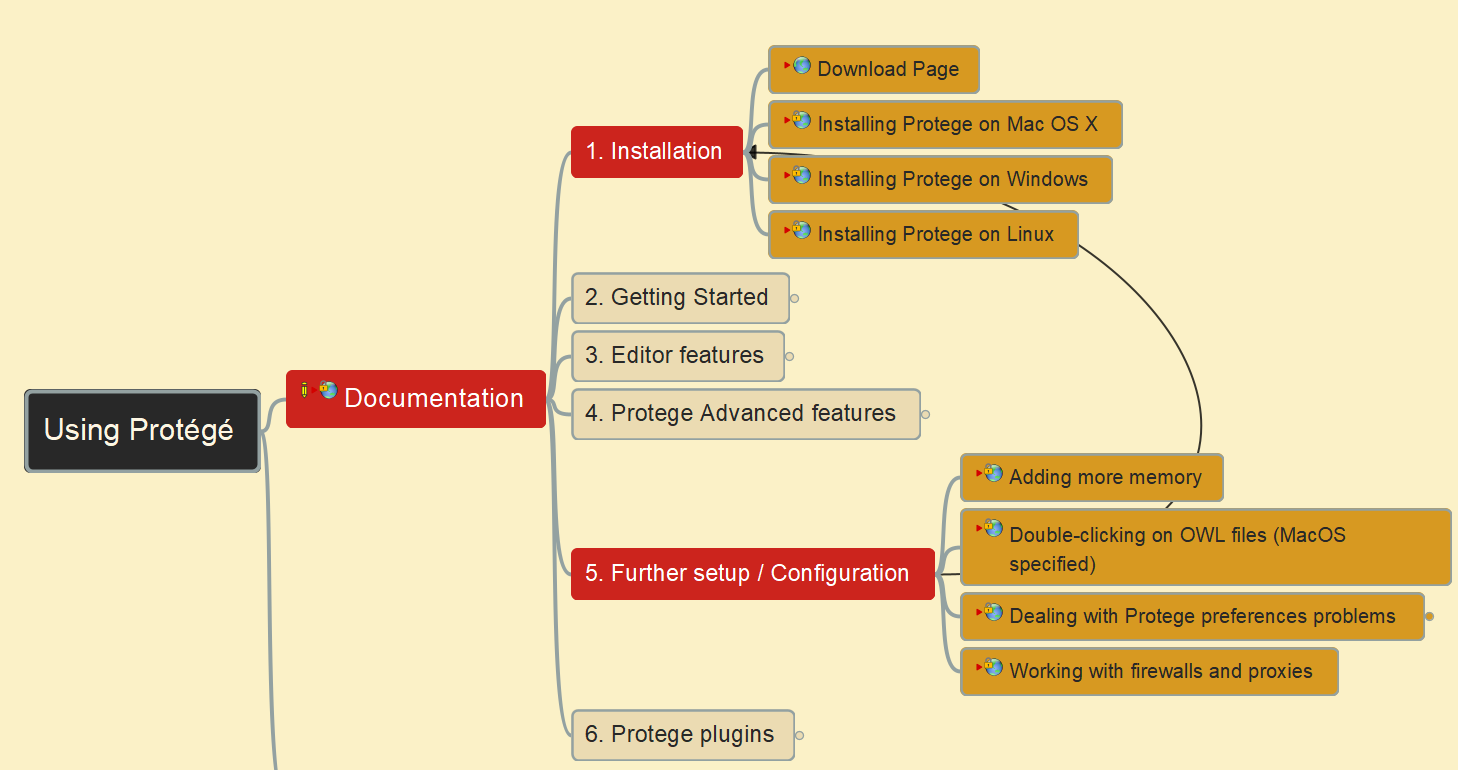 Using Protégé
Documentation
1. Installation
Download Page
Installing Protege on Mac OS X
Installing Protege on Windows
Installing Protege on Linux
2. Getting Started
3. Editor features
4. Protege Advanced features
5. Further setup / Configuration
Adding more memory
Double-clicking on OWL files (MacOS
specified)
Dealing with Protege preferences problems
Working with firewalls and proxies
6. Protege plugins